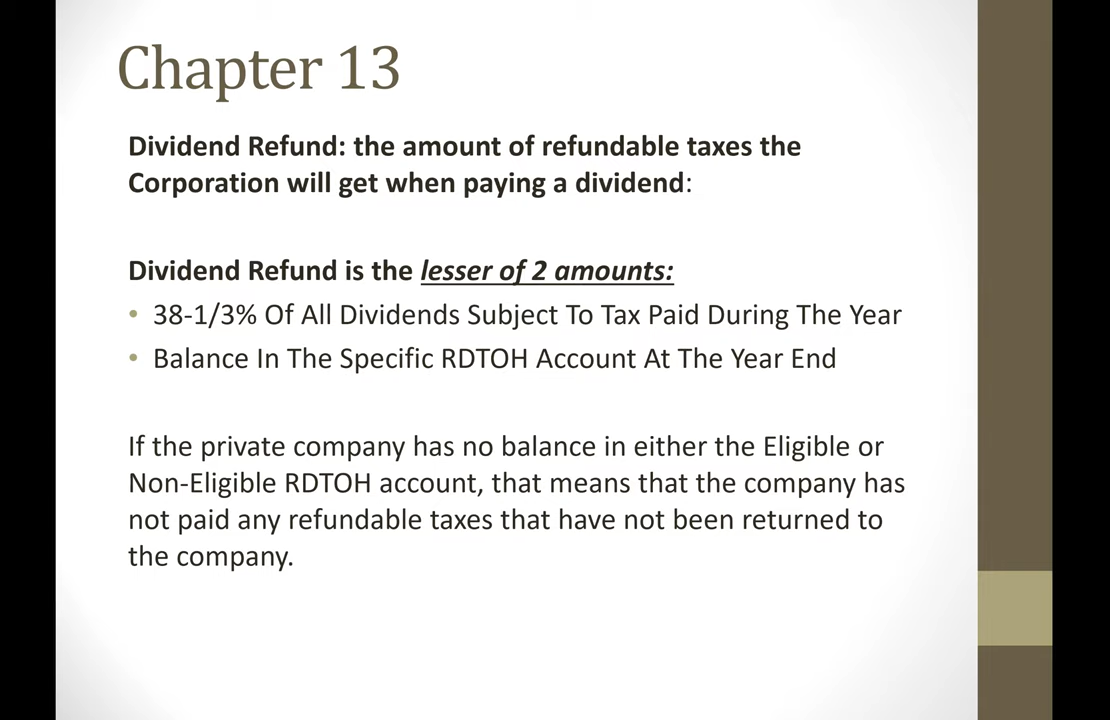 Chapter 13
Dividend Refund: the amount of refundable taxes the
Corporation will get when paying a dividend:
Dividend Refund is the lesser of 2 amounts:
• 38-1/3% Of All Dividends Subject To Tax Paid During The Year
• Balance In The Specific RDTOH Account At The Year End
If the private company has no balance in either the Eligible or
Non-Eligible RDTOH account, that means that the company has
not paid any refundable taxes that have not been returned to
the company.